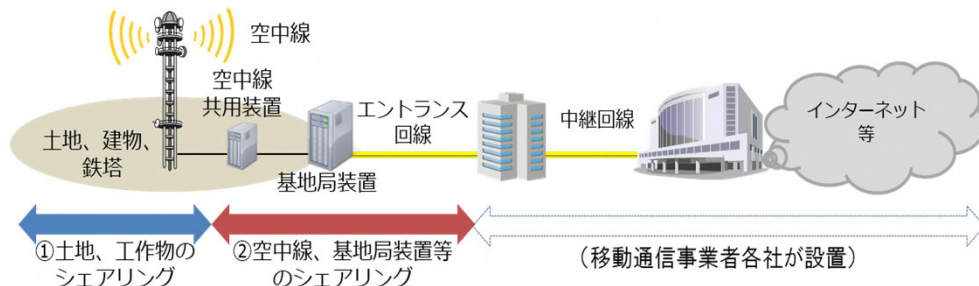 空中線
空中線
共用装置
土地、建物、
鉄塔
基地局装置
エントランス
回線
中継回線
インターネット
等
①土地、工作物の
シェアリング
②空中線、基地局装置等
のシェアリング
（移動通信事業者各社が設置）